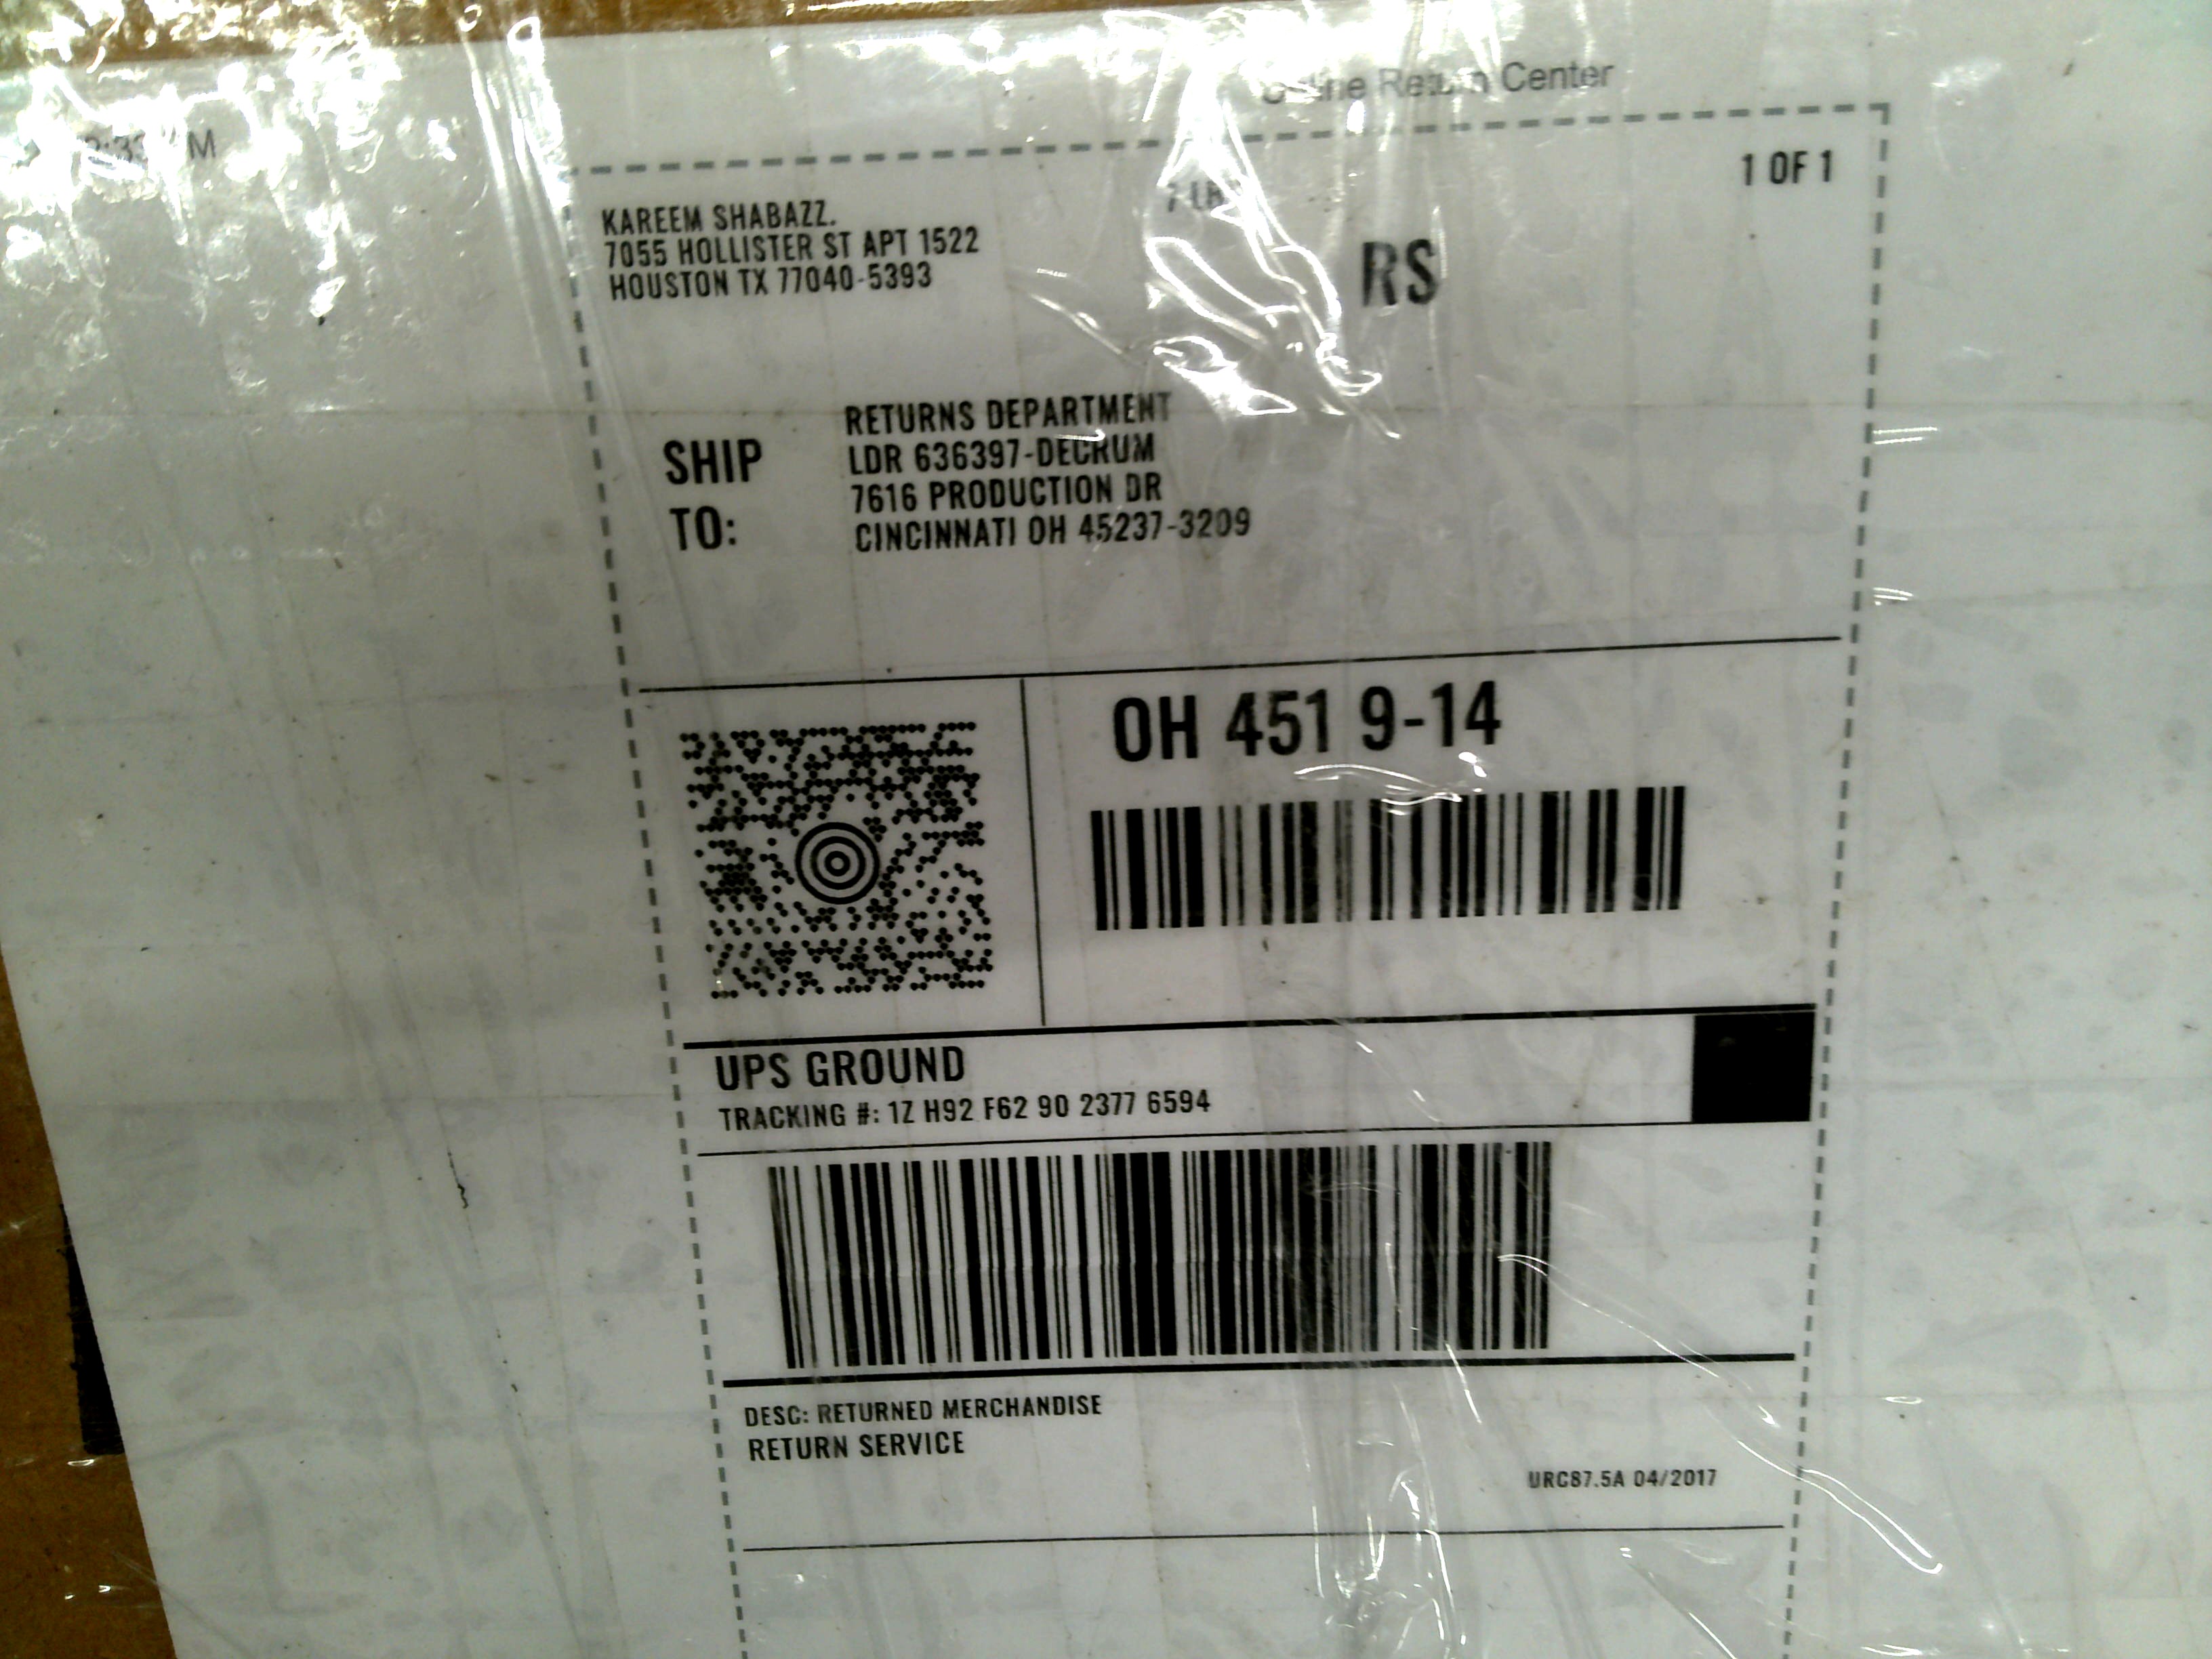 Return Center
1 OF 1
KAREEM SHABAZZ.
7055 HOLLISTER ST APT 1522
HOUSTON TX 77040-5393
RS
SHIP TO:
RETURNS DEPARTMENT
LDR 636397-DECRUM
7616 PRODUCTION DR
CINCINNATI OH 45237-3209
OH 451 9-14
UPS GROUND
TRACKING #: 1Z H92 F62 90 2377 6594
DESC: RETURNED MERCHANDISE
RETURN SERVICE
URC87.5A 04/2017